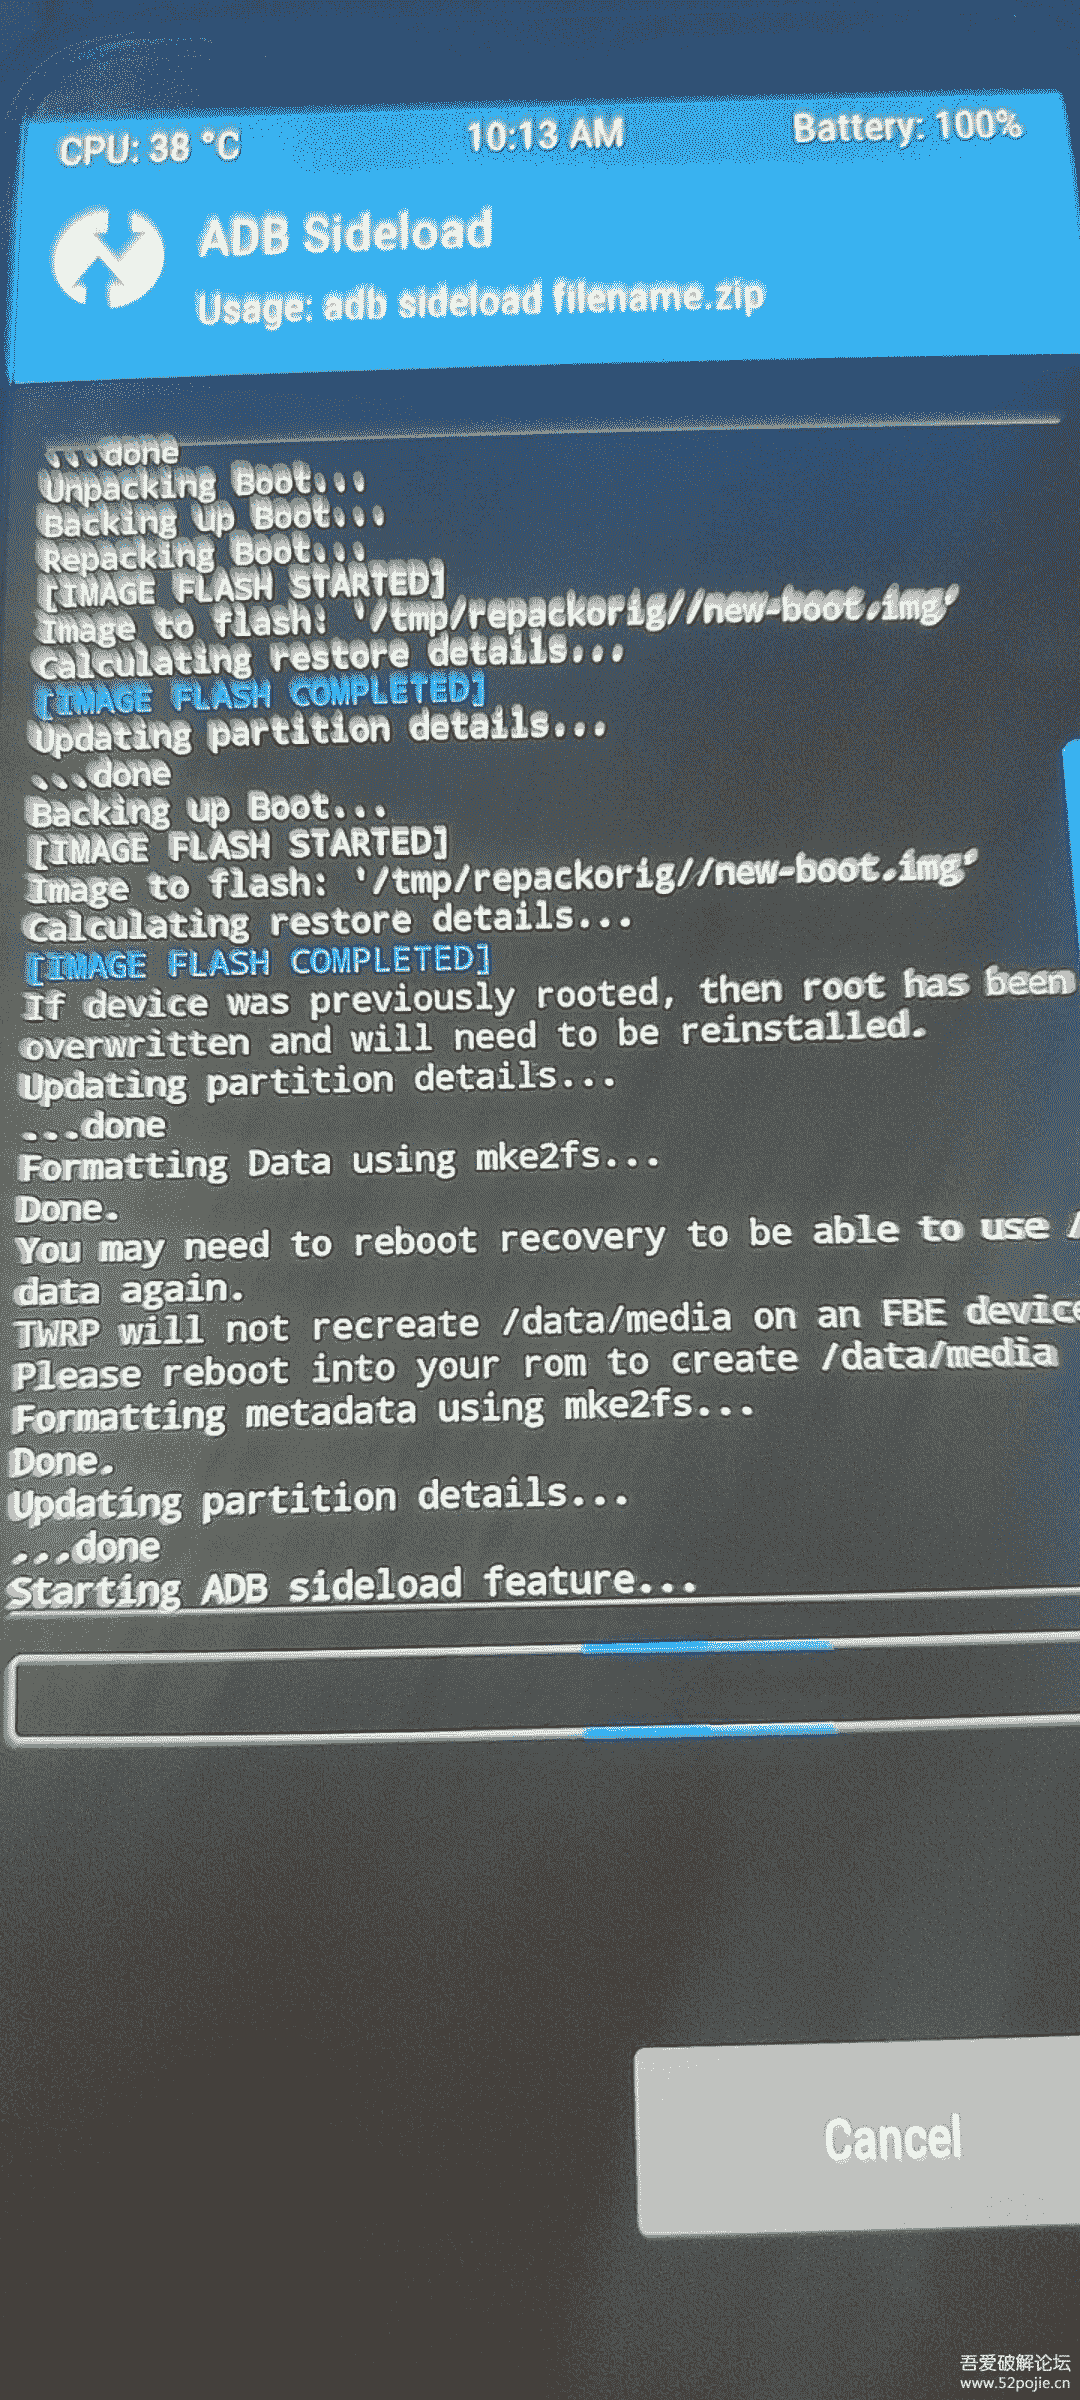 CPU: 38 °C
10:13 AM
Battery: 100%
ADB Sideload
Usage: adb sideload filename.zip
...done
Unpacking Boot...
Backing up Boot...
Repacking Boot...
[IMAGE FLASH STARTED]
Image to flash: '/tmp/repackorig//new-boot.img'
Calculating restore details...
[IMAGE FLASH COMPLETED]
Updating partition details...
...done
Backing up Boot...
[IMAGE FLASH STARTED]
Image to flash: '/tmp/repackorig//new-boot.img'
Calculating restore details...
[IMAGE FLASH COMPLETED]
If device was previously rooted, then root has been
overwritten and will need to be reinstalled.
Updating partition details...
...done
Formatting Data using mke2fs...
Done.
You may need to reboot recovery to be able to use /
data again.
TWRP will not recreate /data/media on an FBE device
Please reboot into your rom to create /data/media
Formatting metadata using mke2fs...
Done.
Updating partition details...
...done
Starting ADB sideload feature...
Cancel
吾爱破解论坛
www.52pojie.cn